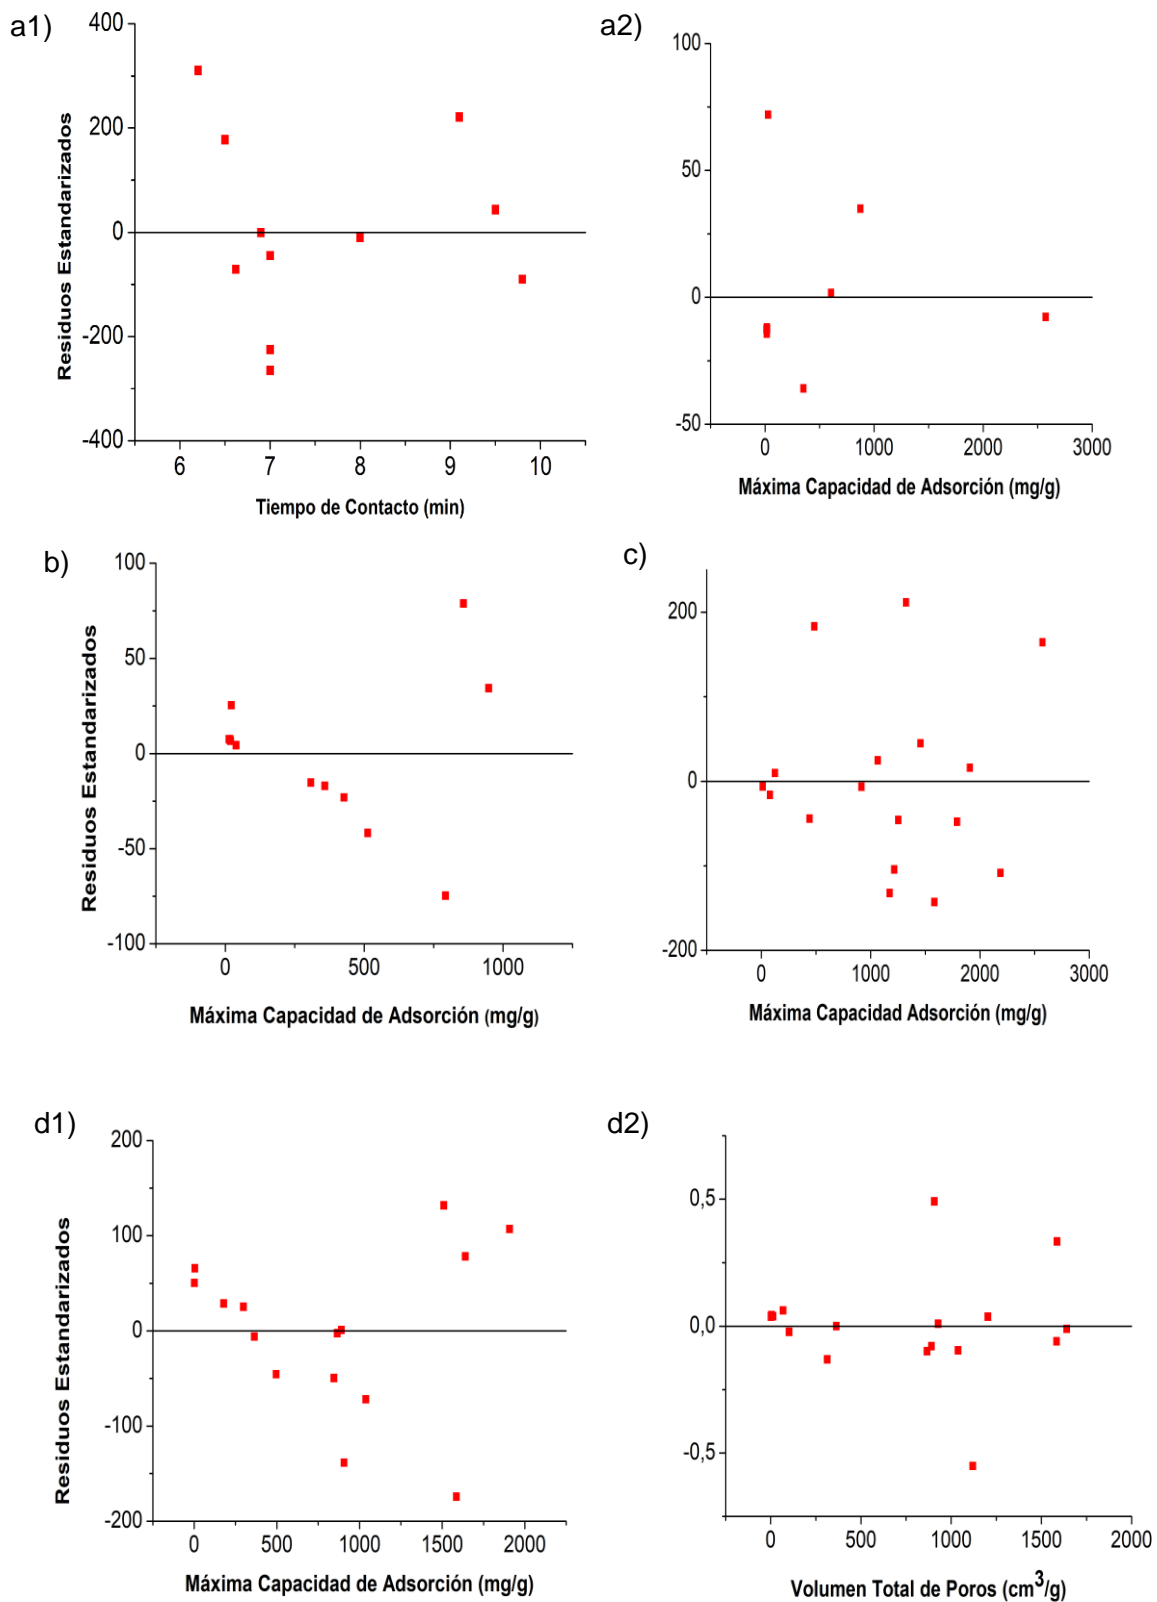 a1)
400
200
0
-200
-400
Residuos Estandarizados
6 7 8 9 10
Tiempo de Contacto (min)
a2)
100
50
0
-50
0 1000 2000 3000
Máxima Capacidad de Adsorción (mg/g)
b)
100
50
0
-50
-100
Residuos Estandarizados
0 500 1000
Máxima Capacidad de Adsorción (mg/g)
c)
200
0
-200
0 1000 2000 3000
Máxima Capacidad Adsorción (mg/g)
d1)
200
100
0
-100
-200
Residuos Estandarizados
0 500 1000 1500 2000
Máxima Capacidad de Adsorción (mg/g)
d2)
0,5
0,0
-0,5
0 500 1000 1500 2000
Volumen Total de Poros (cm³/g)